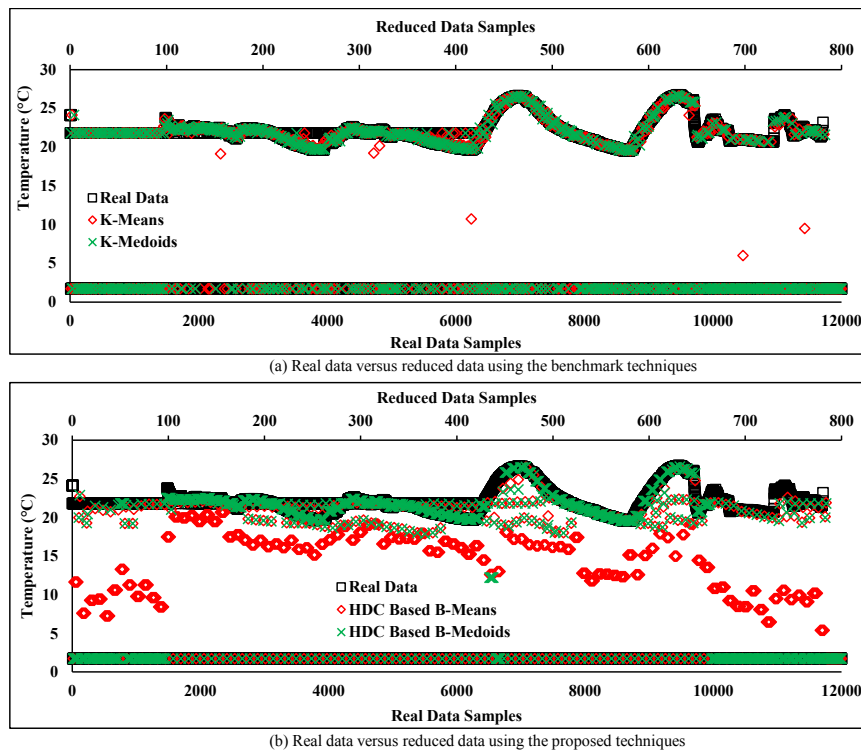 Reduced Data Samples
0 100 200 300 400 500 600 700 800
30
25
20
15
10
5
0
Temperature (°C)
Real Data
K-Means
K-Medoids
0 2000 4000 6000 8000 10000 12000
Real Data Samples
(a) Real data versus reduced data using the benchmark techniques
Reduced Data Samples
0 100 200 300 400 500 600 700 800
30
25
20
15
10
5
0
Temperature (°C)
Real Data
HDC Based B-Means
HDC Based B-Medoids
0 2000 4000 6000 8000 10000 12000
Real Data Samples
(b) Real data versus reduced data using the proposed techniques